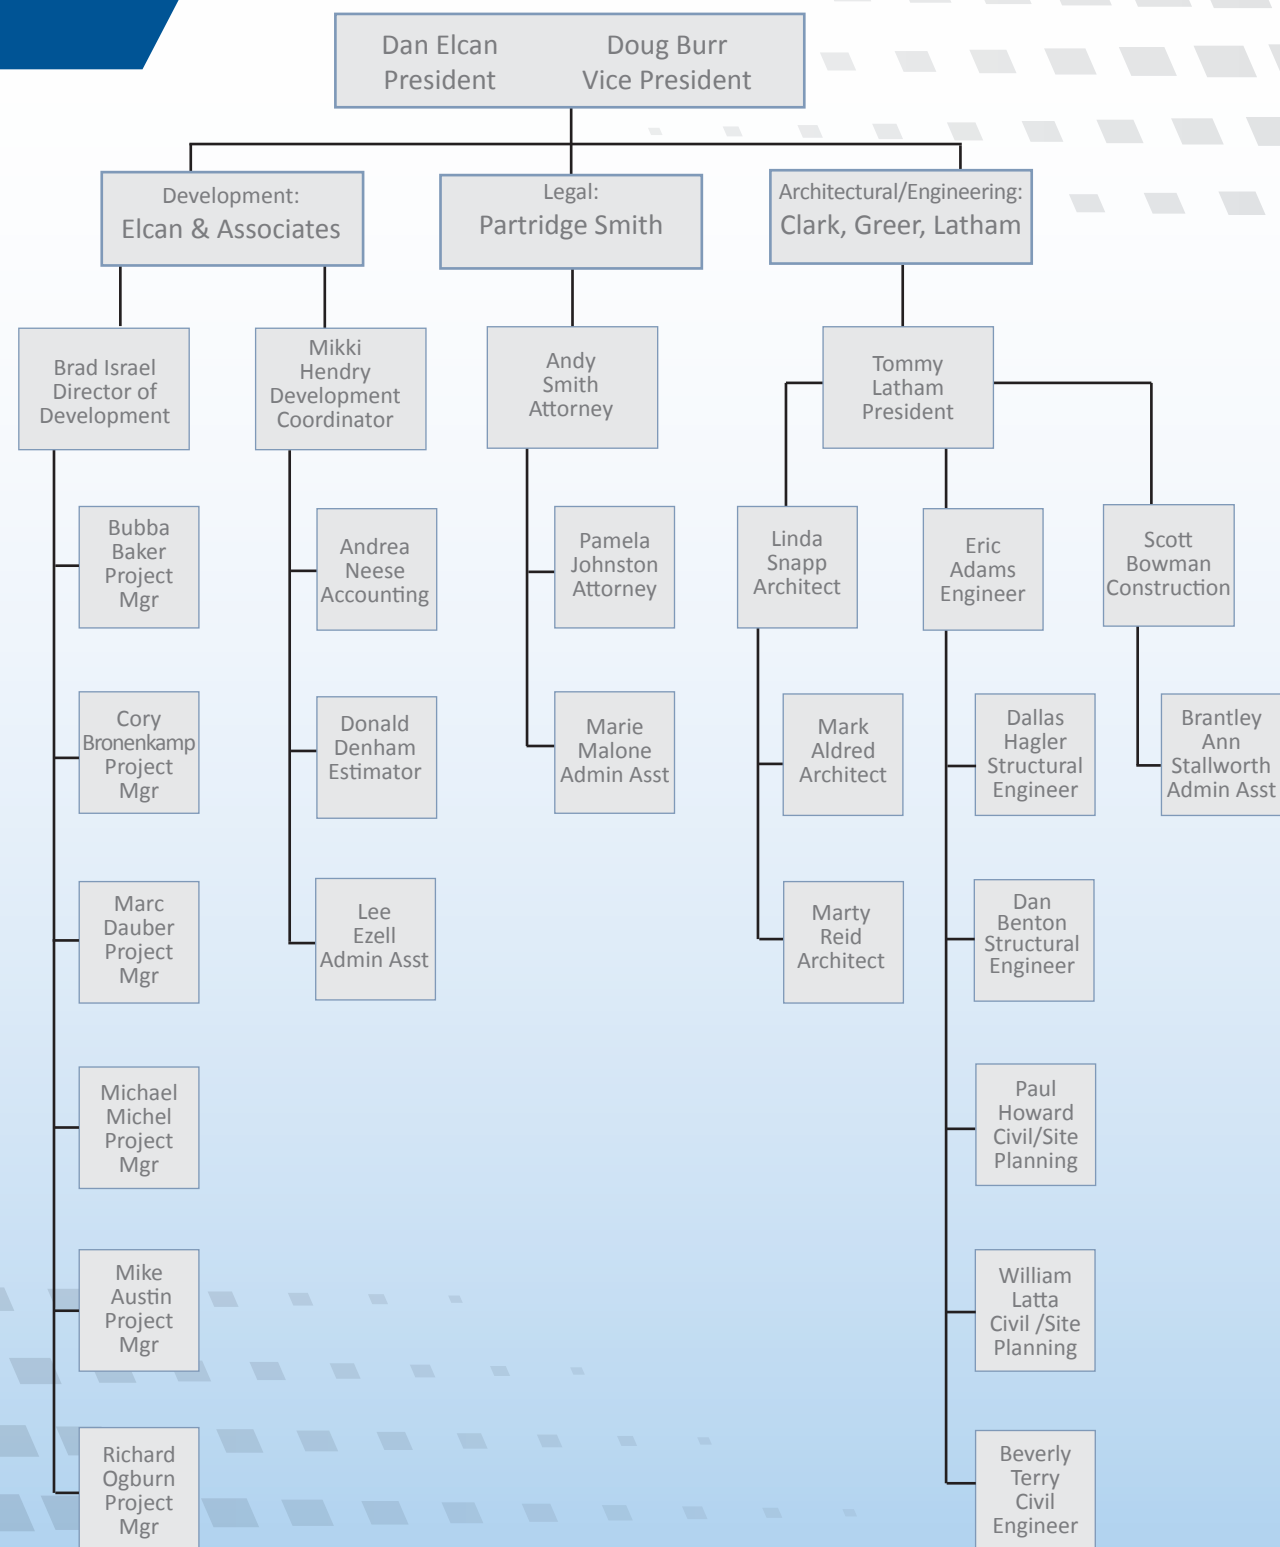 Dan Elcan
President
Doug Burr
Vice President
Development:
Elcan & Associates
Legal:
Partridge Smith
Architectural/Engineering:
Clark, Greer, Latham
Brad Israel
Director of
Development
Mikki
Hendry
Development
Coordinator
Andy
Smith
Attorney
Tommy
Latham
President
Bubba
Baker
Project
Mgr
Andrea
Neese
Accounting
Pamela
Johnston
Attorney
Linda
Snapp
Architect
Eric
Adams
Engineer
Scott
Bowman
Construction
Cory
Bronenkamp
Project
Mgr
Donald
Denham
Estimator
Marie
Malone
Admin Asst
Mark
Aldred
Architect
Dallas
Hagler
Structural
Engineer
Brantley
Ann
Stallworth
Admin Asst
Marc
Dauber
Project
Mgr
Lee
Ezell
Admin Asst
Marty
Reid
Architect
Dan
Benton
Structural
Engineer
Michael
Michel
Project
Mgr
Paul
Howard
Civil/Site
Planning
Mike
Austin
Project
Mgr
William
Latta
Civil /Site
Planning
Richard
Ogburn
Project
Mgr
Beverly
Terry
Civil
Engineer